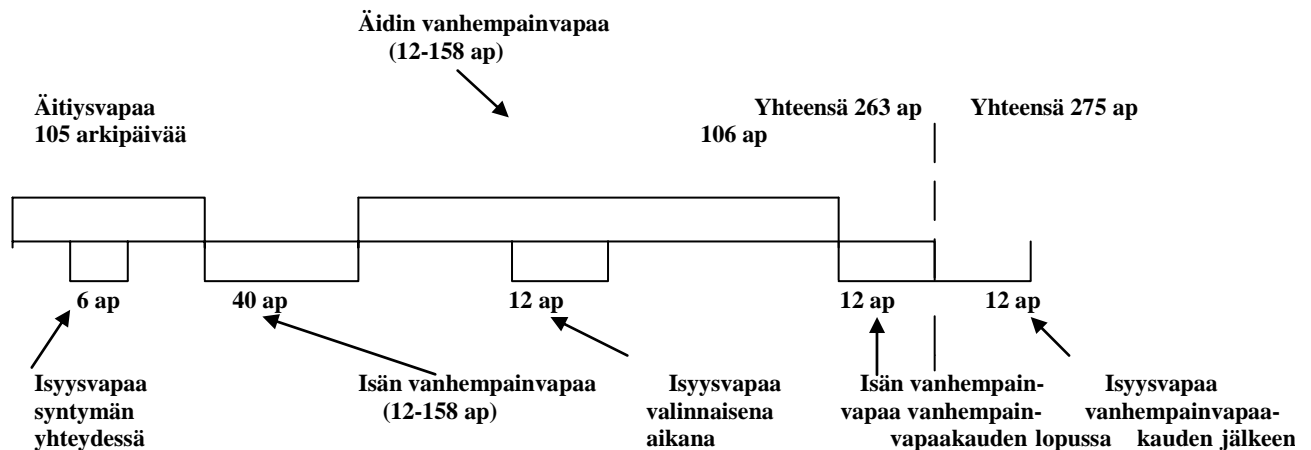 Äidin vanhempainvapaa
(12-158 ap)
Äitiysvapaa
105 arkipäivää
Yhteensä 263 ap
Yhteensä 275 ap
106 ap
6 ap
40 ap
12 ap
12 ap
12 ap
Isyysvapaa
syntymän
yhteydessä
Isän vanhempainvapaa
(12-158 ap)
Isyysvapaa
valinnaisena
aikana
Isän vanhempain-
vapaa vanhempain-
vapaakauden lopussa
Isyysvapaa
vanhempainvapaa-
kauden jälkeen